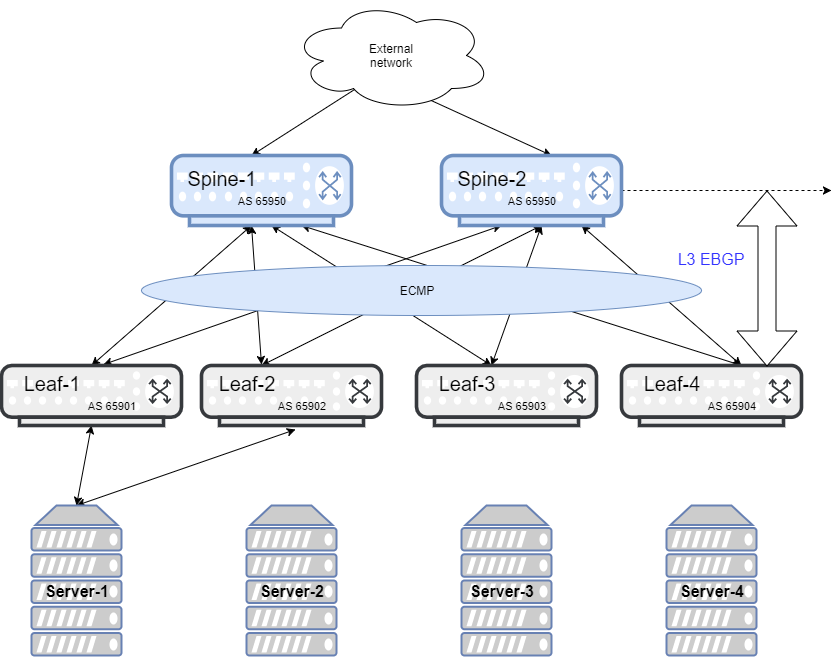 External
network
Spine-1
AS 65950
Spine-2
AS 65950
L3 EBGP
ECMP
Leaf-1
AS 65901
Leaf-2
AS 65902
Leaf-3
AS 65903
Leaf-4
AS 65904
Server-1
Server-2
Server-3
Server-4